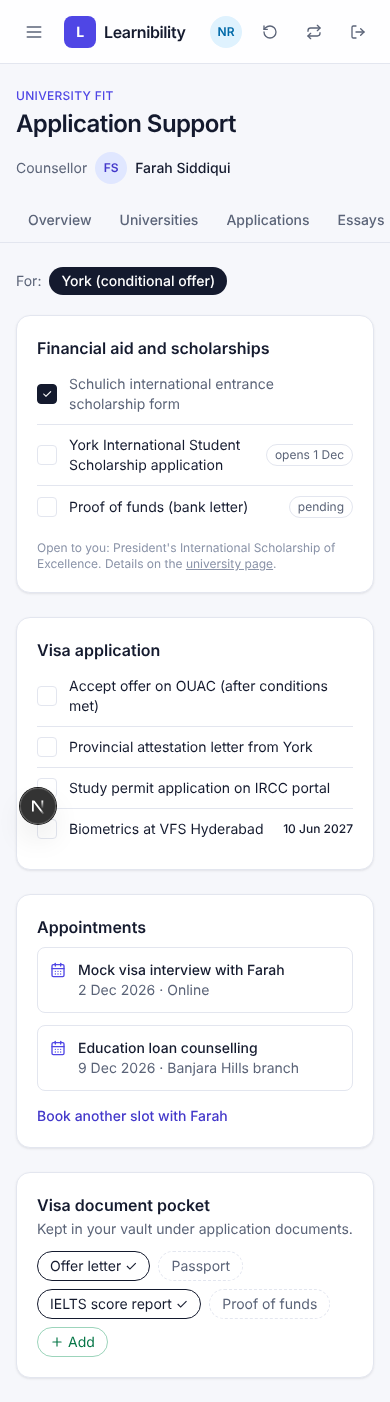 L Learnibility NR
UNIVERSITY FIT
Application Support
Counsellor FS Farah Siddiqui
Overview Universities Applications Essays
For: York (conditional offer)
Financial aid and scholarships
Schulich international entrance
scholarship form
York International Student
Scholarship application
opens 1 Dec
Proof of funds (bank letter) pending
Open to you: President's International Scholarship of
Excellence. Details on the university page.
Visa application
Accept offer on OUAC (after conditions
met)
Provincial attestation letter from York
Study permit application on IRCC portal
N
Biometrics at VFS Hyderabad 10 Jun 2027
Appointments
Mock visa interview with Farah
2 Dec 2026 · Online
Education loan counselling
9 Dec 2026 · Banjara Hills branch
Book another slot with Farah
Visa document pocket
Kept in your vault under application documents.
Offer letter ✓ Passport
IELTS score report ✓ Proof of funds
+ Add